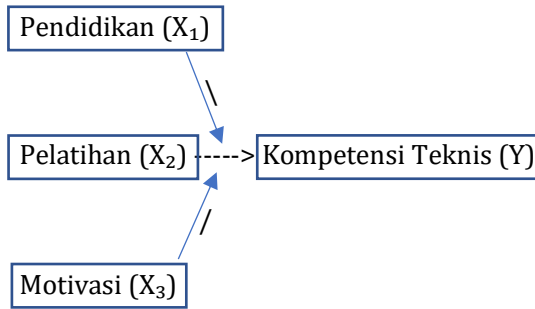 Pendidikan (X₁)
\
Pelatihan (X₂) -----> Kompetensi Teknis (Y)
/
Motivasi (X₃)